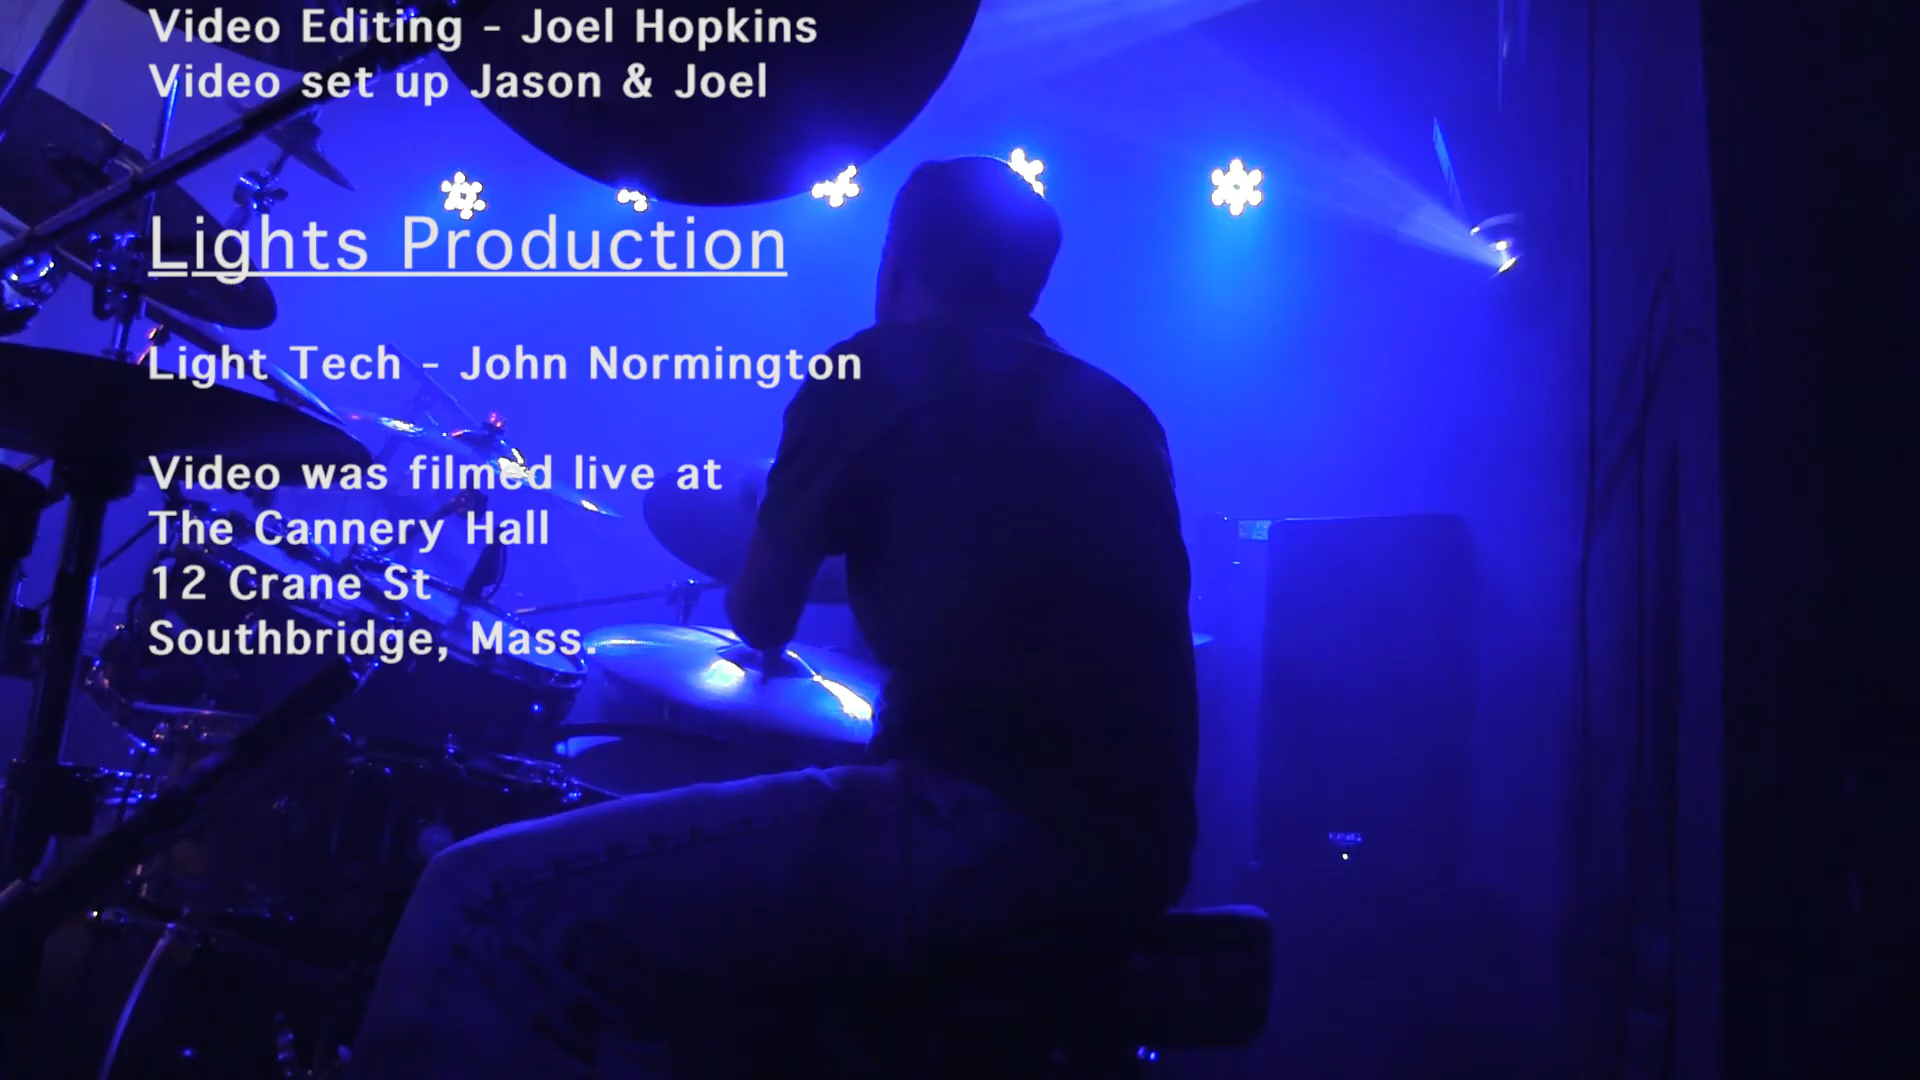 Video Editing - Joel Hopkins
Video set up Jason & Joel
Lights Production
Light Tech - John Normington
Video was filmed live at
The Cannery Hall
12 Crane St
Southbridge, Mass.